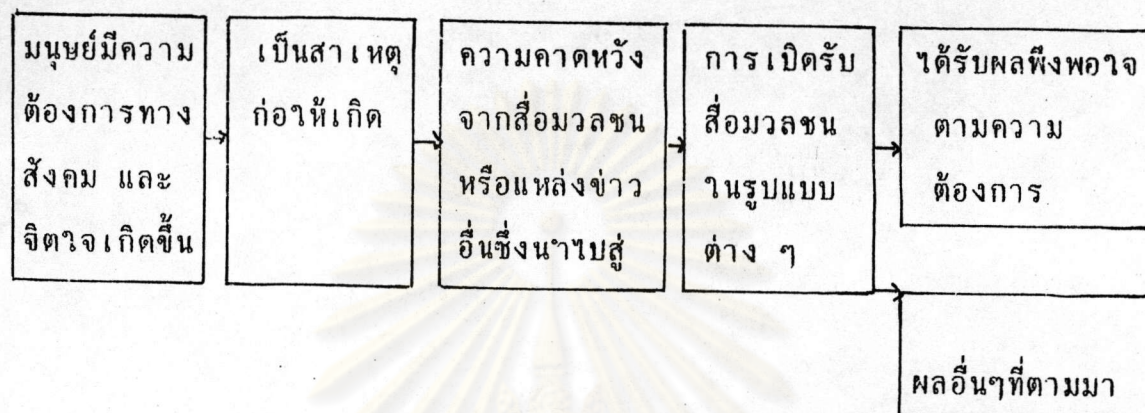 มนุษย์มีความ
ต้องการทาง
สังคม และ
จิตใจเกิดขึ้น
เป็นสาเหตุ
ก่อให้เกิด
ความคาดหวัง
จากสื่อมวลชน
หรือแหล่งข่าว
อื่นซึ่งนำไปสู่
การเปิดรับ
สื่อมวลชน
ในรูปแบบ
ต่าง ๆ
ได้รับผลพึงพอใจ
ตามความ
ต้องการ
ผลอื่นๆที่ตามมา